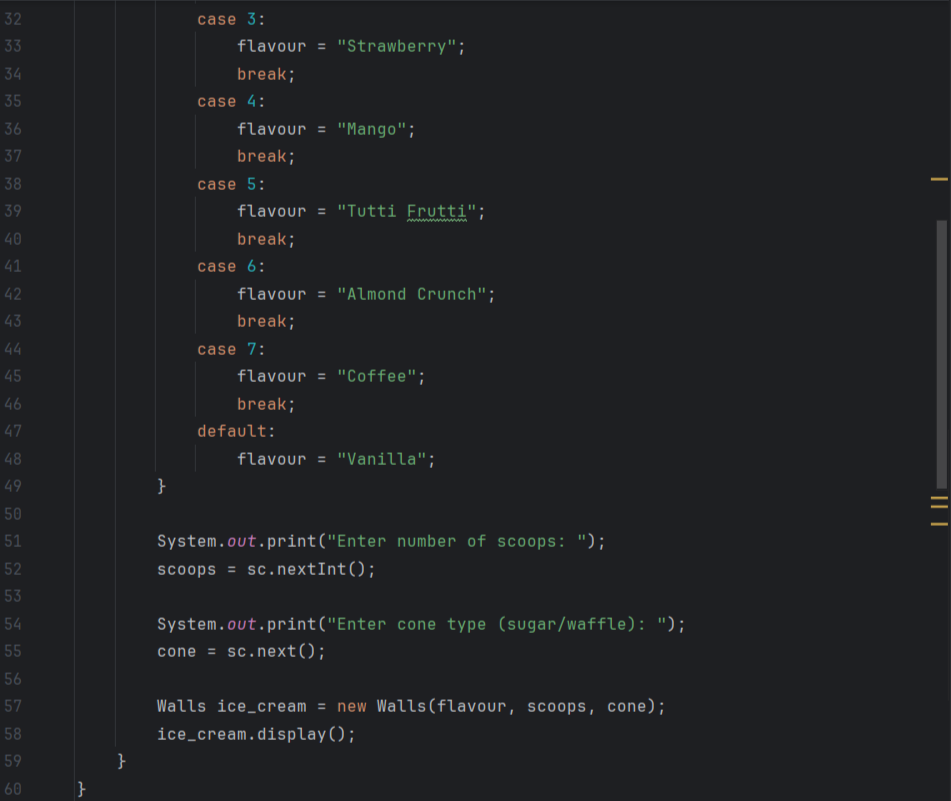 32 case 3:
33 flavour = "Strawberry";
34 break;
35 case 4:
36 flavour = "Mango";
37 break;
38 case 5:
39 flavour = "Tutti Frutti";
40 break;
41 case 6:
42 flavour = "Almond Crunch";
43 break;
44 case 7:
45 flavour = "Coffee";
46 break;
47 default:
48 flavour = "Vanilla";
49 }
50
51 System.out.print("Enter number of scoops: ");
52 scoops = sc.nextInt();
53
54 System.out.print("Enter cone type (sugar/waffle): ");
55 cone = sc.next();
56
57 Walls ice_cream = new Walls(flavour, scoops, cone);
58 ice_cream.display();
59 }
60 }